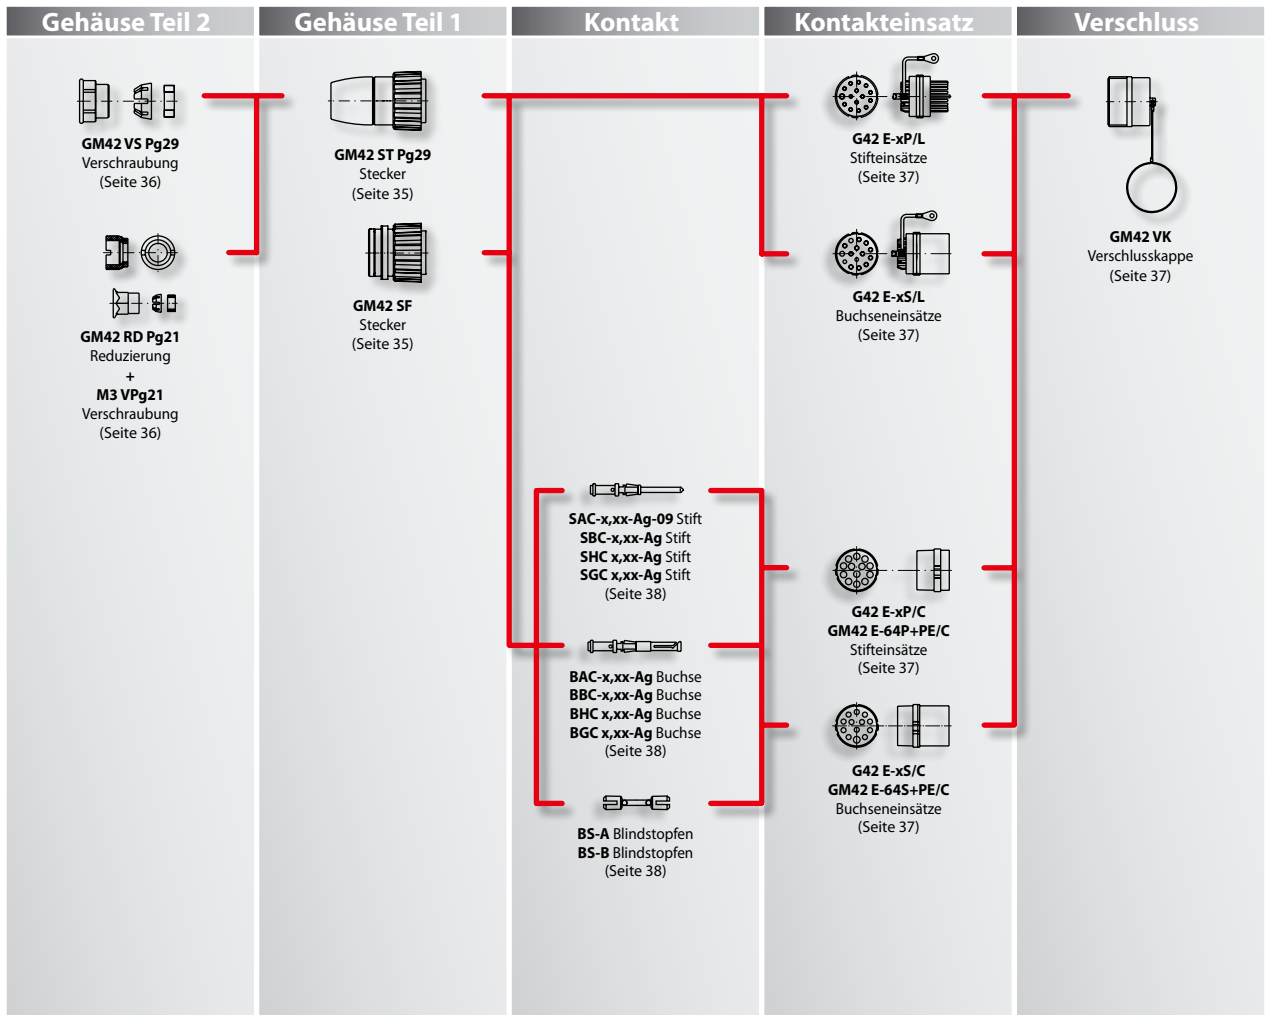 Gehäuse Teil 2
Gehäuse Teil 1
Kontakt
Kontakteinsatz
Verschluss
GM42 VS Pg29
Verschraubung
(Seite 36)
GM42 RD Pg21
Reduzierung
+
M3 VPg21
Verschraubung
(Seite 36)
GM42 ST Pg29
Stecker
(Seite 35)
GM42 SF
Stecker
(Seite 35)
SAC-x,xx-Ag-09 Stift
SBC-x,xx-Ag Stift
SHC x,xx-Ag Stift
SGC x,xx-Ag Stift
(Seite 38)
BAC-x,xx-Ag Buchse
BBC-x,xx-Ag Buchse
BHC x,xx-Ag Buchse
BGC x,xx-Ag Buchse
(Seite 38)
BS-A Blindstopfen
BS-B Blindstopfen
(Seite 38)
G42 E-xP/L
Stifteinsätze
(Seite 37)
G42 E-xS/L
Buchseneinsätze
(Seite 37)
G42 E-xP/C
GM42 E-64P+PE/C
Stifteinsätze
(Seite 37)
G42 E-xS/C
GM42 E-64S+PE/C
Buchseneinsätze
(Seite 37)
GM42 VK
Verschlusskappe
(Seite 37)